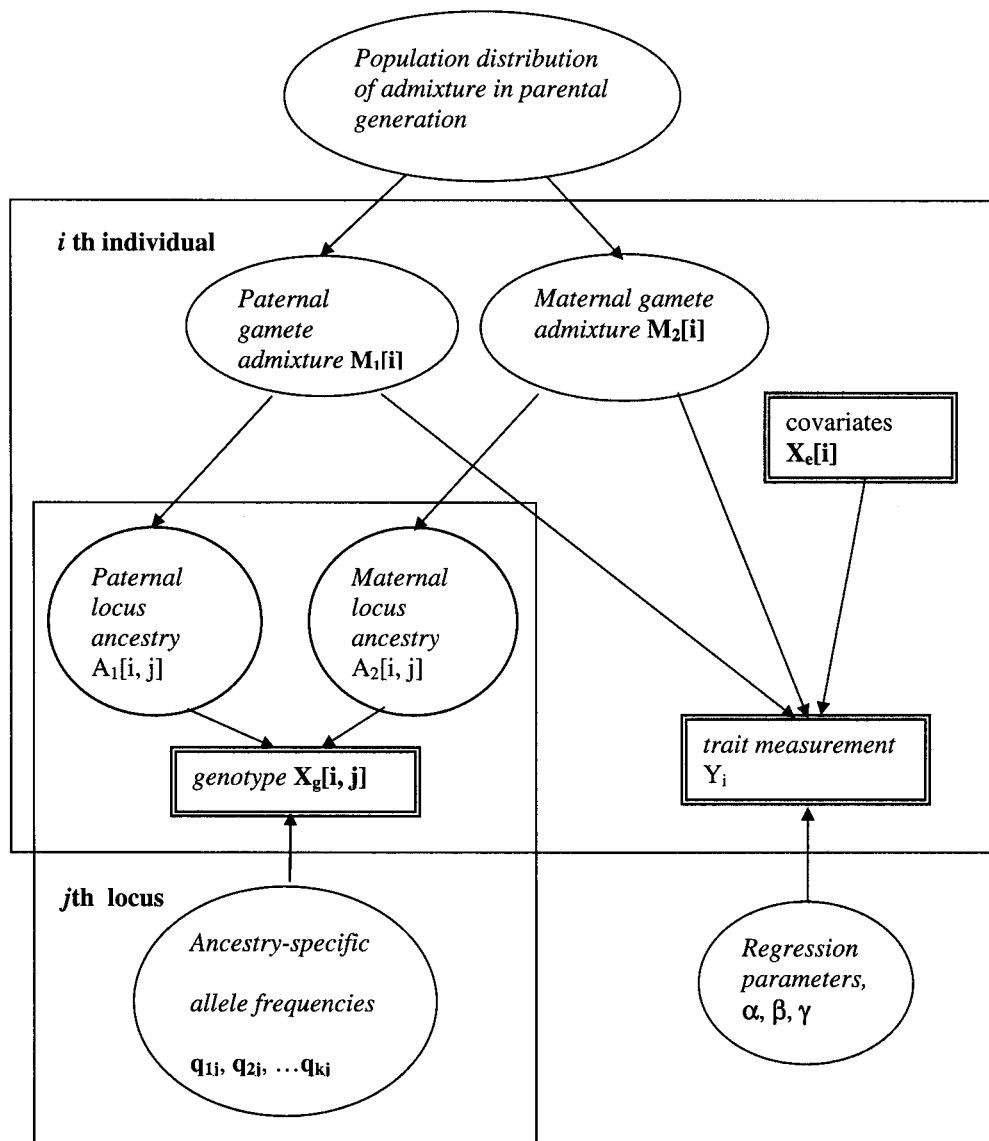 Population distribution
of admixture in parental
generation
i th individual
Paternal
gamete
admixture M₁[i]
Maternal gamete
admixture M₂[i]
covariates
Xₑ[i]
Paternal
locus
ancestry
A₁[i, j]
Maternal
locus
ancestry
A₂[i, j]
genotype X_g[i, j]
trait measurement
Y_i
jth locus
Ancestry-specific
allele frequencies
q₁ⱼ, q₂ⱼ, …qₖⱼ
Regression
parameters,
α, β, γ